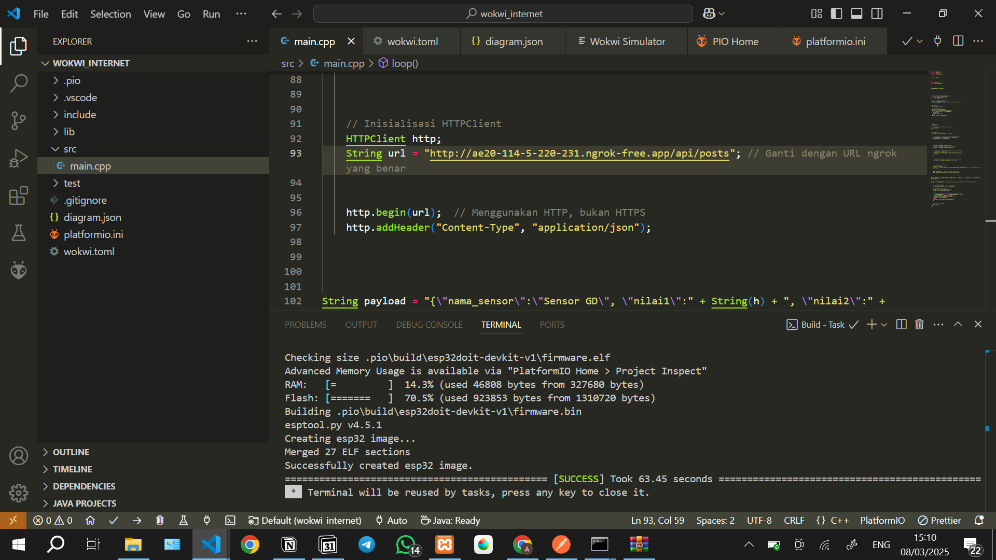 File Edit Selection View Go Run ··· wokwi_internet
EXPLORER ···
main.cpp wokwi.toml diagram.json Wokwi Simulator PIO Home platformio.ini
WOKWI_INTERNET
src > main.cpp > loop()
.pio
.vscode
include
lib
src
main.cpp
test
.gitignore
diagram.json
platformio.ini
wokwi.toml
OUTLINE
TIMELINE
DEPENDENCIES
JAVA PROJECTS
88
89
90
91 // Inisialisasi HTTPClient
92 HTTPClient http;
93 String url = "http://ae20-114-5-220-231.ngrok-free.app/api/posts"; // Ganti dengan URL ngrok
yang benar
94
95
96 http.begin(url); // Menggunakan HTTP, bukan HTTPS
97 http.addHeader("Content-Type", "application/json");
98
99
100
101
102 String payload = "{\"nama_sensor\":\"Sensor GD\", \"nilai1\":" + String(h) + ", \"nilai2\":" +
PROBLEMS OUTPUT DEBUG CONSOLE TERMINAL PORTS Build - Task
Checking size .pio\build\esp32doit-devkit-v1\firmware.elf
Advanced Memory Usage is available via "PlatformIO Home > Project Inspect"
RAM: [= ] 14.3% (used 46808 bytes from 327680 bytes)
Flash: [======= ] 70.5% (used 923853 bytes from 1310720 bytes)
Building .pio\build\esp32doit-devkit-v1\firmware.bin
esptool.py v4.5.1
Creating esp32 image...
Merged 27 ELF sections
Successfully created esp32 image.
========================================== [SUCCESS] Took 63.45 seconds ==========================================
* Terminal will be reused by tasks, press any key to close it.
0 0 Default (wokwi_internet) Auto Java: Ready Ln 93, Col 59 Spaces: 2 UTF-8 CRLF {} C++ PlatformIO Prettier
14 ENG 15:10
08/03/2025 22